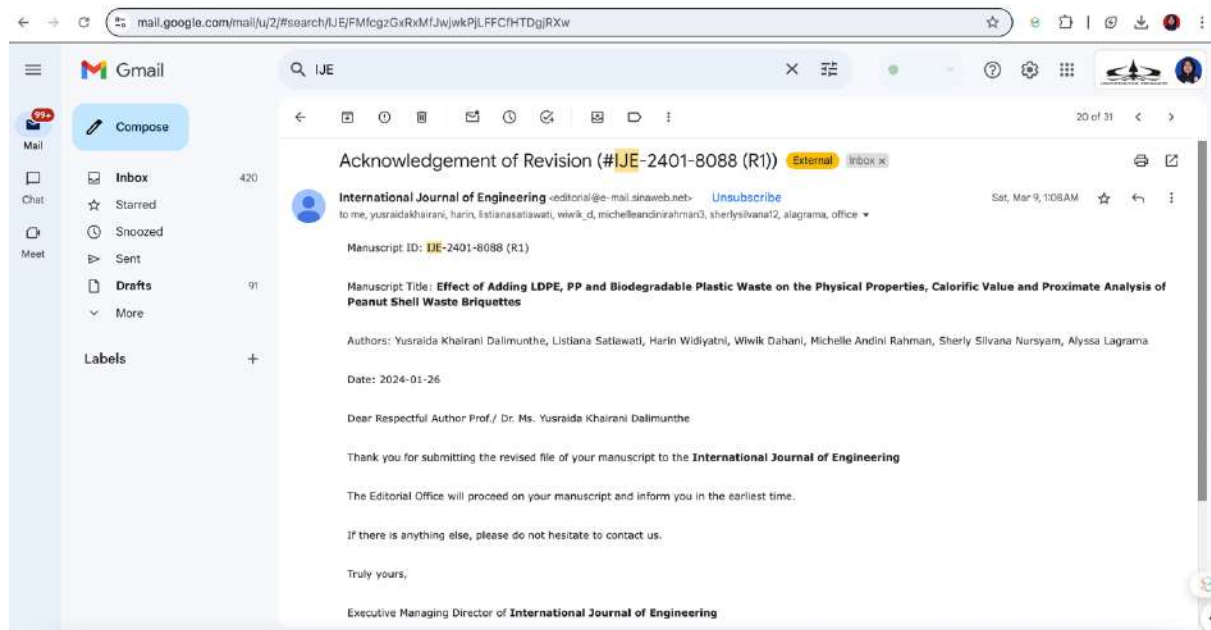 mail.google.com/mail/u/2/#search/IJE/FMfcgzGxRxMfJwjwkPjLFFCfHTDgjRXw
Gmail
IJE
99+
Mail
Compose
20 of 31
Chat
Meet
Inbox 420
Starred
Snoozed
Sent
Drafts 91
More
Labels
Acknowledgement of Revision (#IJE-2401-8088 (R1)) External Inbox x
International Journal of Engineering <editorial@e-mail.sinaweb.net> Unsubscribe Sat, Mar 9, 1:08 AM
to me, yusraidakhairani, harin, listianasatiawati, wiwik_d, michelleandinirahman3, sherlysilvana12, alagrama, office
Manuscript ID: IJE-2401-8088 (R1)
Manuscript Title: Effect of Adding LDPE, PP and Biodegradable Plastic Waste on the Physical Properties, Calorific Value and Proximate Analysis of
Peanut Shell Waste Briquettes
Authors: Yusraida Khairani Dalimunthe, Listiana Satiawati, Harin Widiyatni, Wiwik Dahani, Michelle Andini Rahman, Sherly Silvana Nursyam, Alyssa Lagrama
Date: 2024-01-26
Dear Respectful Author Prof./ Dr. Ms. Yusraida Khairani Dalimunthe
Thank you for submitting the revised file of your manuscript to the International Journal of Engineering
The Editorial Office will proceed on your manuscript and inform you in the earliest time.
If there is anything else, please do not hesitate to contact us.
Truly yours,
Executive Managing Director of International Journal of Engineering